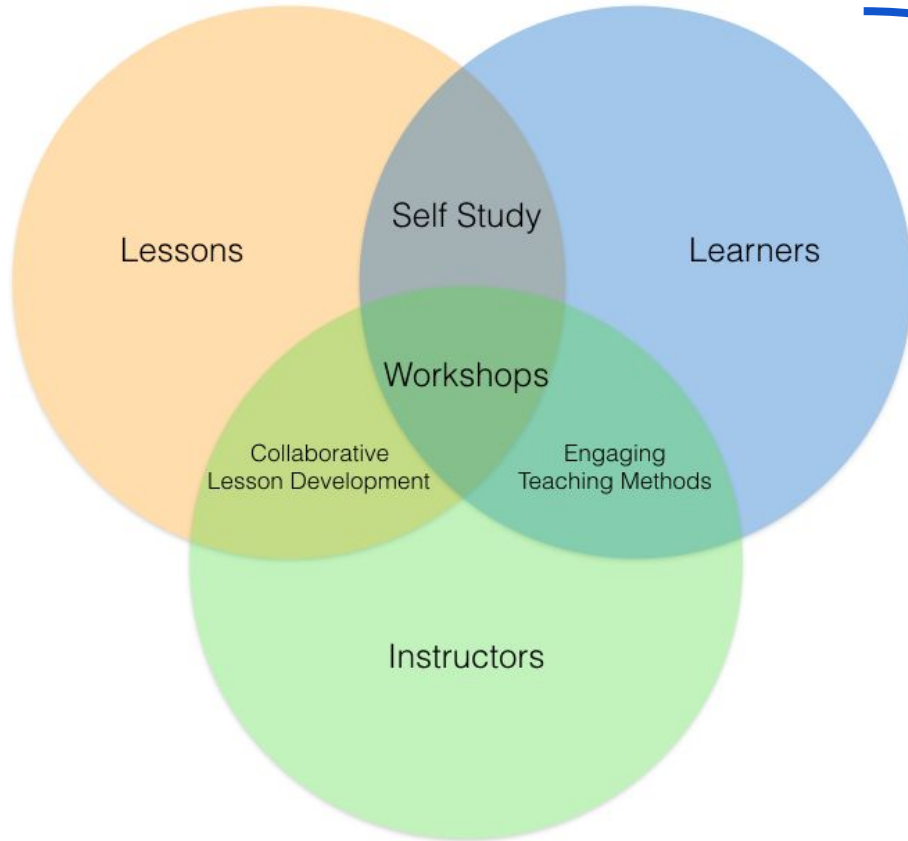 Self Study
Lessons
Learners
Workshops
Collaborative
Lesson Development
Engaging
Teaching Methods
Instructors